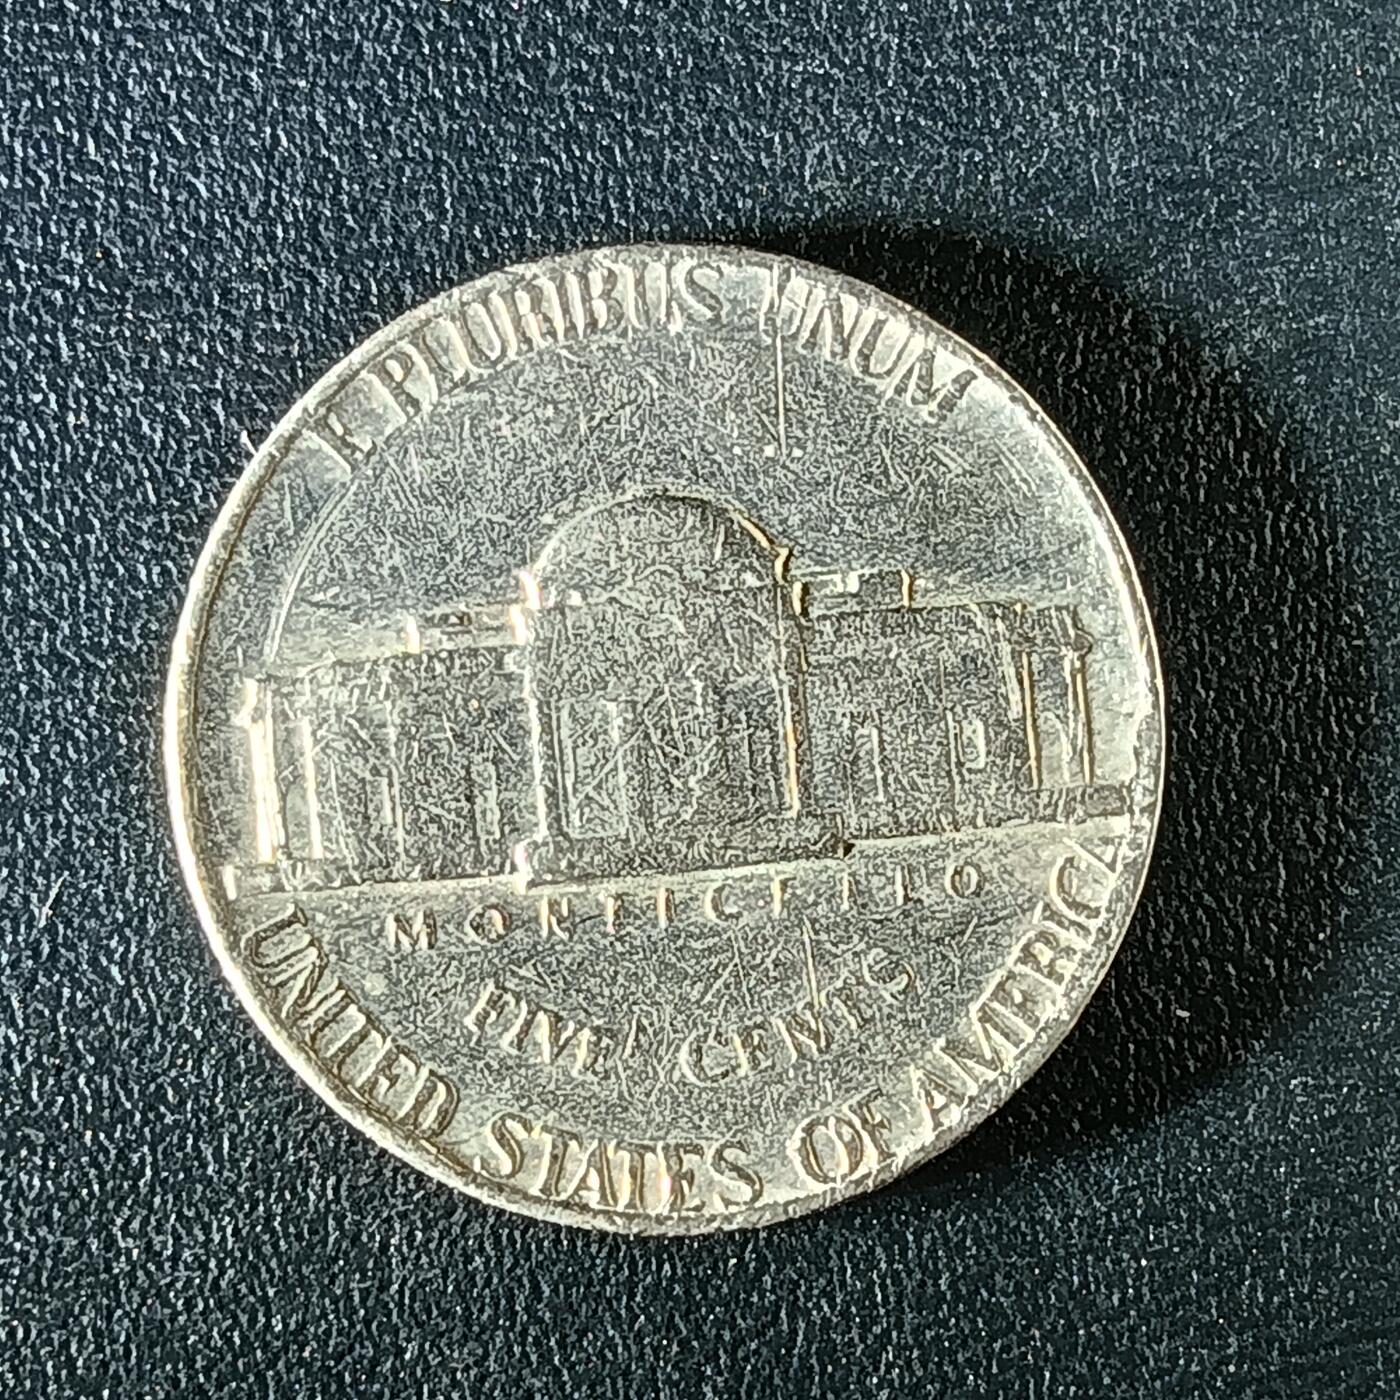 E PLURIBUS UNUM
MONTICELLO
FIVE CENTS
UNITED STATES OF AMERICA